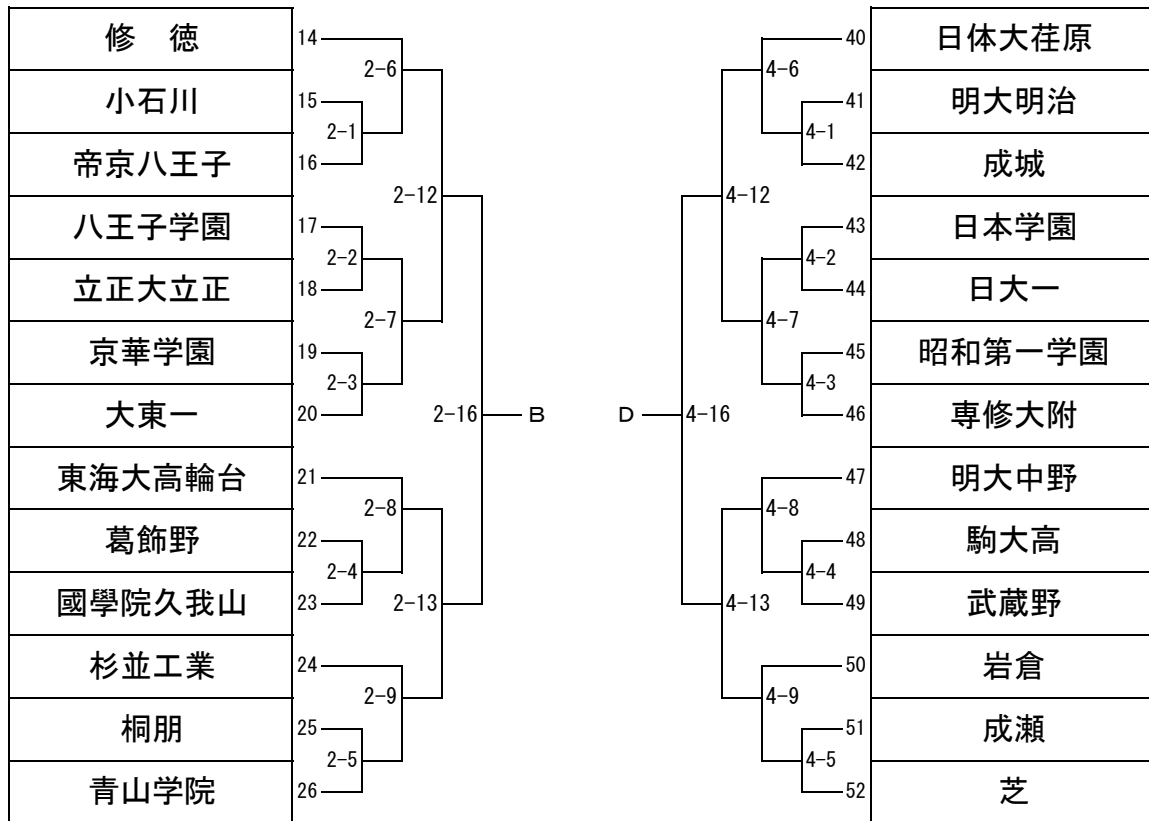 修　徳 14 40 日体大荏原
2-6 4-6
小石川 15 41 明大明治
2-1 4-1
帝京八王子 16 42 成城
2-12 4-12
八王子学園 17 43 日本学園
2-2 4-2
立正大立正 18 44 日大一
2-7 4-7
京華学園 19 45 昭和第一学園
2-3 4-3
大東一 20 2-16 B D 4-16 46 専修大附
東海大高輪台 21 47 明大中野
2-8 4-8
葛飾野 22 48 駒大高
2-4 4-4
國學院久我山 23 2-13 4-13 49 武蔵野
杉並工業 24 50 岩倉
2-9 4-9
桐朋 25 51 成瀬
2-5 4-5
青山学院 26 52 芝